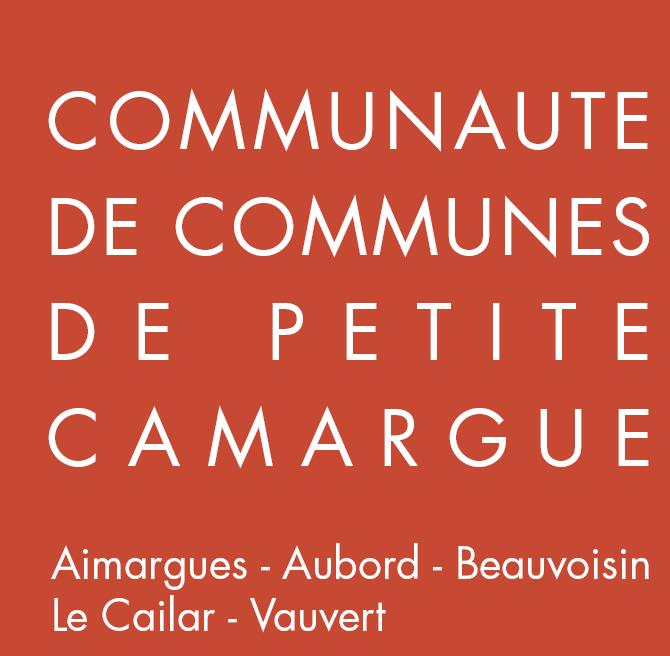 COMMUNAUTE
DE COMMUNES
DE PETITE
CAMARGUE
Aimargues - Aubord - Beauvoisin
Le Cailar - Vauvert